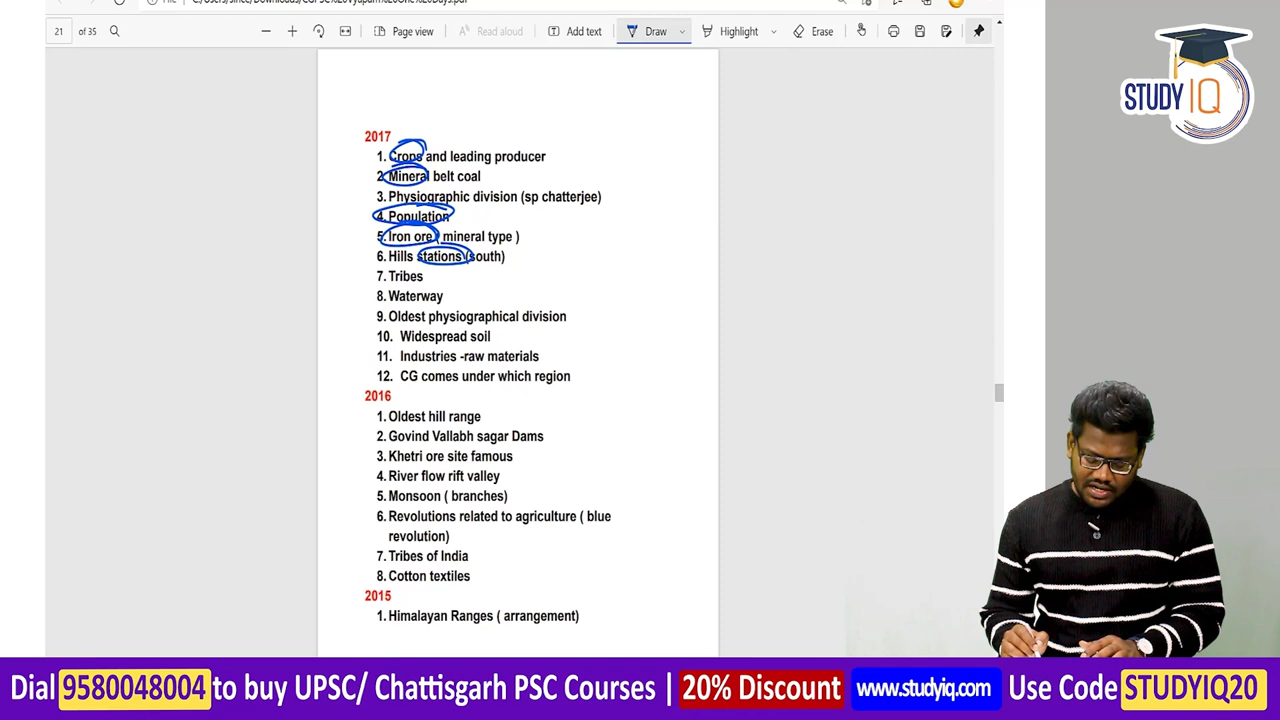 21 of 35
Page view
Read aloud
Add text
Draw
Highlight
Erase
STUDY IQ
2017
1. Crops and leading producer
2. Mineral belt coal
3. Physiographic division (sp chatterjee)
4. Population
5. Iron ore ( mineral type )
6. Hills stations (south)
7. Tribes
8. Waterway
9. Oldest physiographical division
10. Widespread soil
11. Industries -raw materials
12. CG comes under which region
2016
1. Oldest hill range
2. Govind Vallabh sagar Dams
3. Khetri ore site famous
4. River flow rift valley
5. Monsoon ( branches)
6. Revolutions related to agriculture ( blue
revolution)
7. Tribes of India
8. Cotton textiles
2015
1. Himalayan Ranges ( arrangement)
Dial 9580048004 to buy UPSC/ Chattisgarh PSC Courses | 20% Discount www.studyiq.com Use Code STUDYIQ20